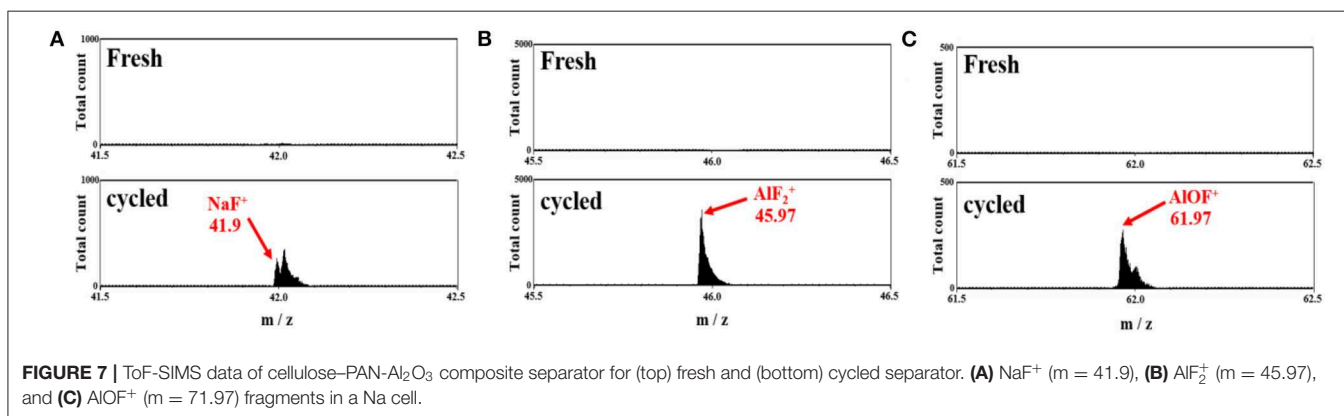 A
B
C
1000
5000
500
Fresh
Fresh
Fresh
Total count
Total count
Total count
0
0
0
41.5 42.0 42.5
45.5 46.0 46.5
61.5 62.0 62.5
1000
5000
500
cycled
cycled
cycled
NaF⁺
41.9
AlF₂⁺
45.97
AlOF⁺
61.97
Total count
Total count
Total count
0
0
0
41.5 42.0 42.5
45.5 46.0 46.5
61.5 62.0 62.5
m / z
m / z
m / z
FIGURE 7 | ToF-SIMS data of cellulose–PAN-Al₂O₃ composite separator for (top) fresh and (bottom) cycled separator. (A) NaF⁺ (m = 41.9), (B) AlF₂⁺ (m = 45.97),
and (C) AlOF⁺ (m = 71.97) fragments in a Na cell.